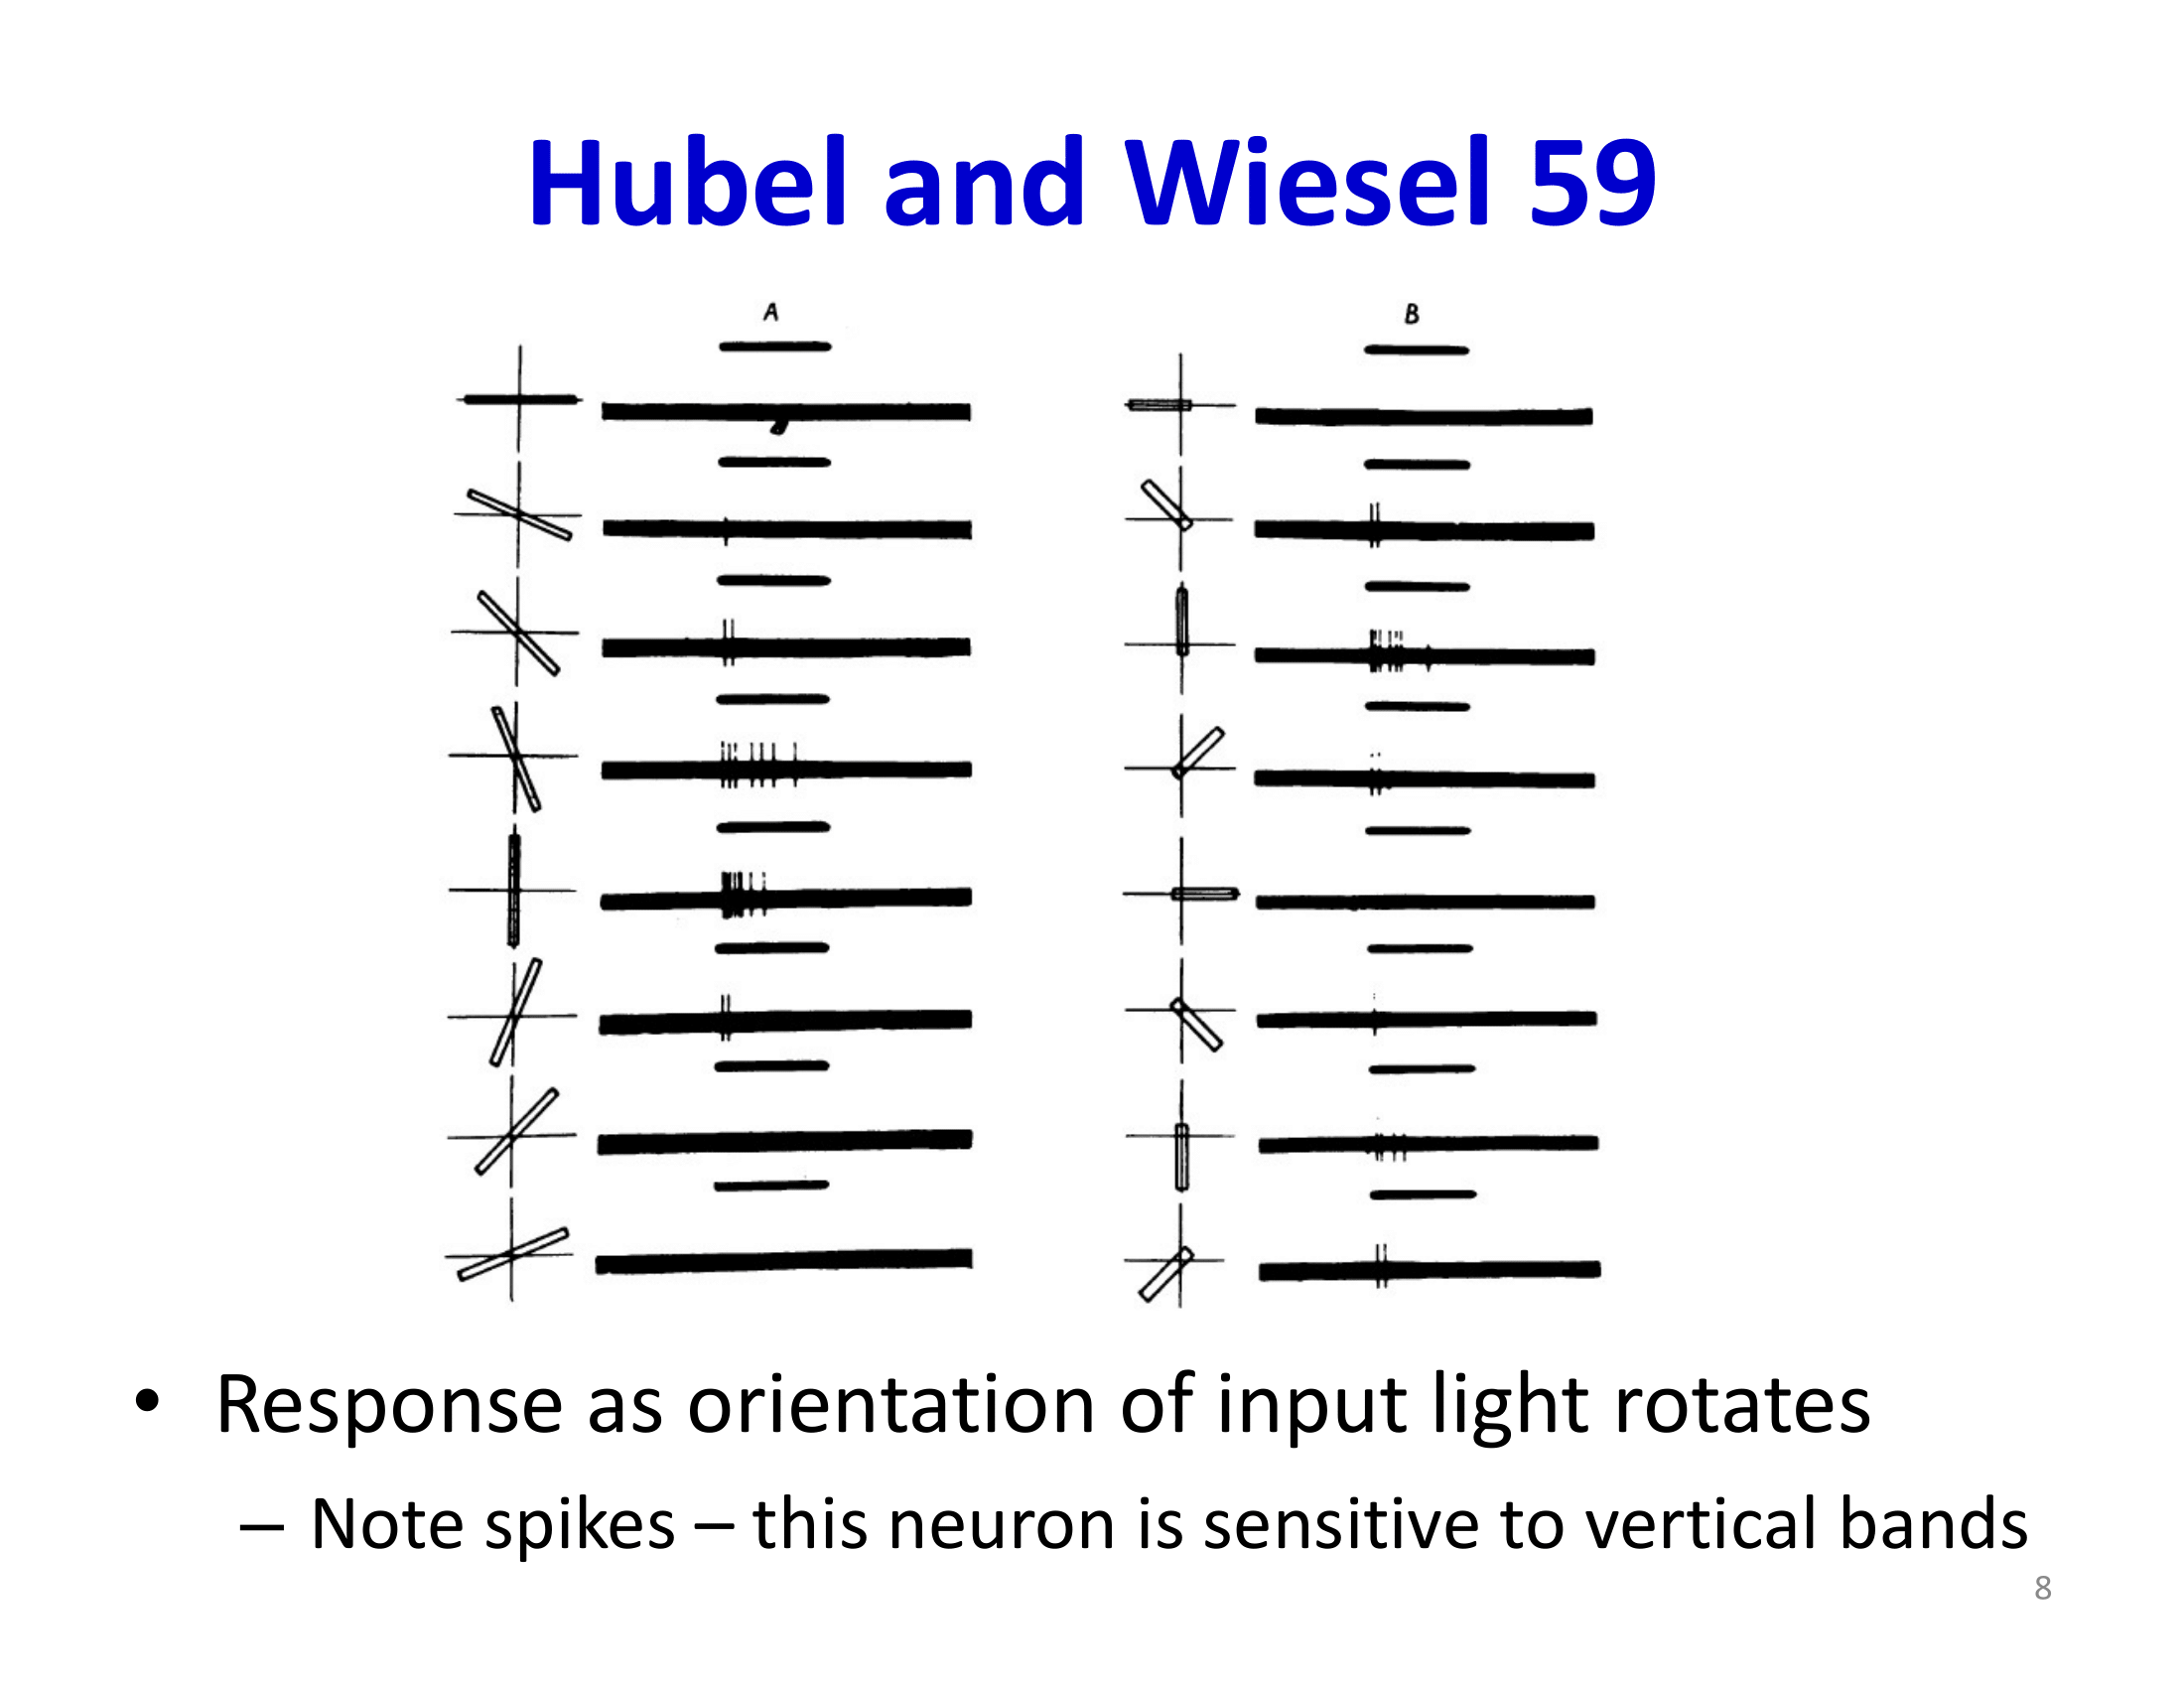 Hubel and Wiesel 59
A
B
• Response as orientation of input light rotates
– Note spikes – this neuron is sensitive to vertical bands
8